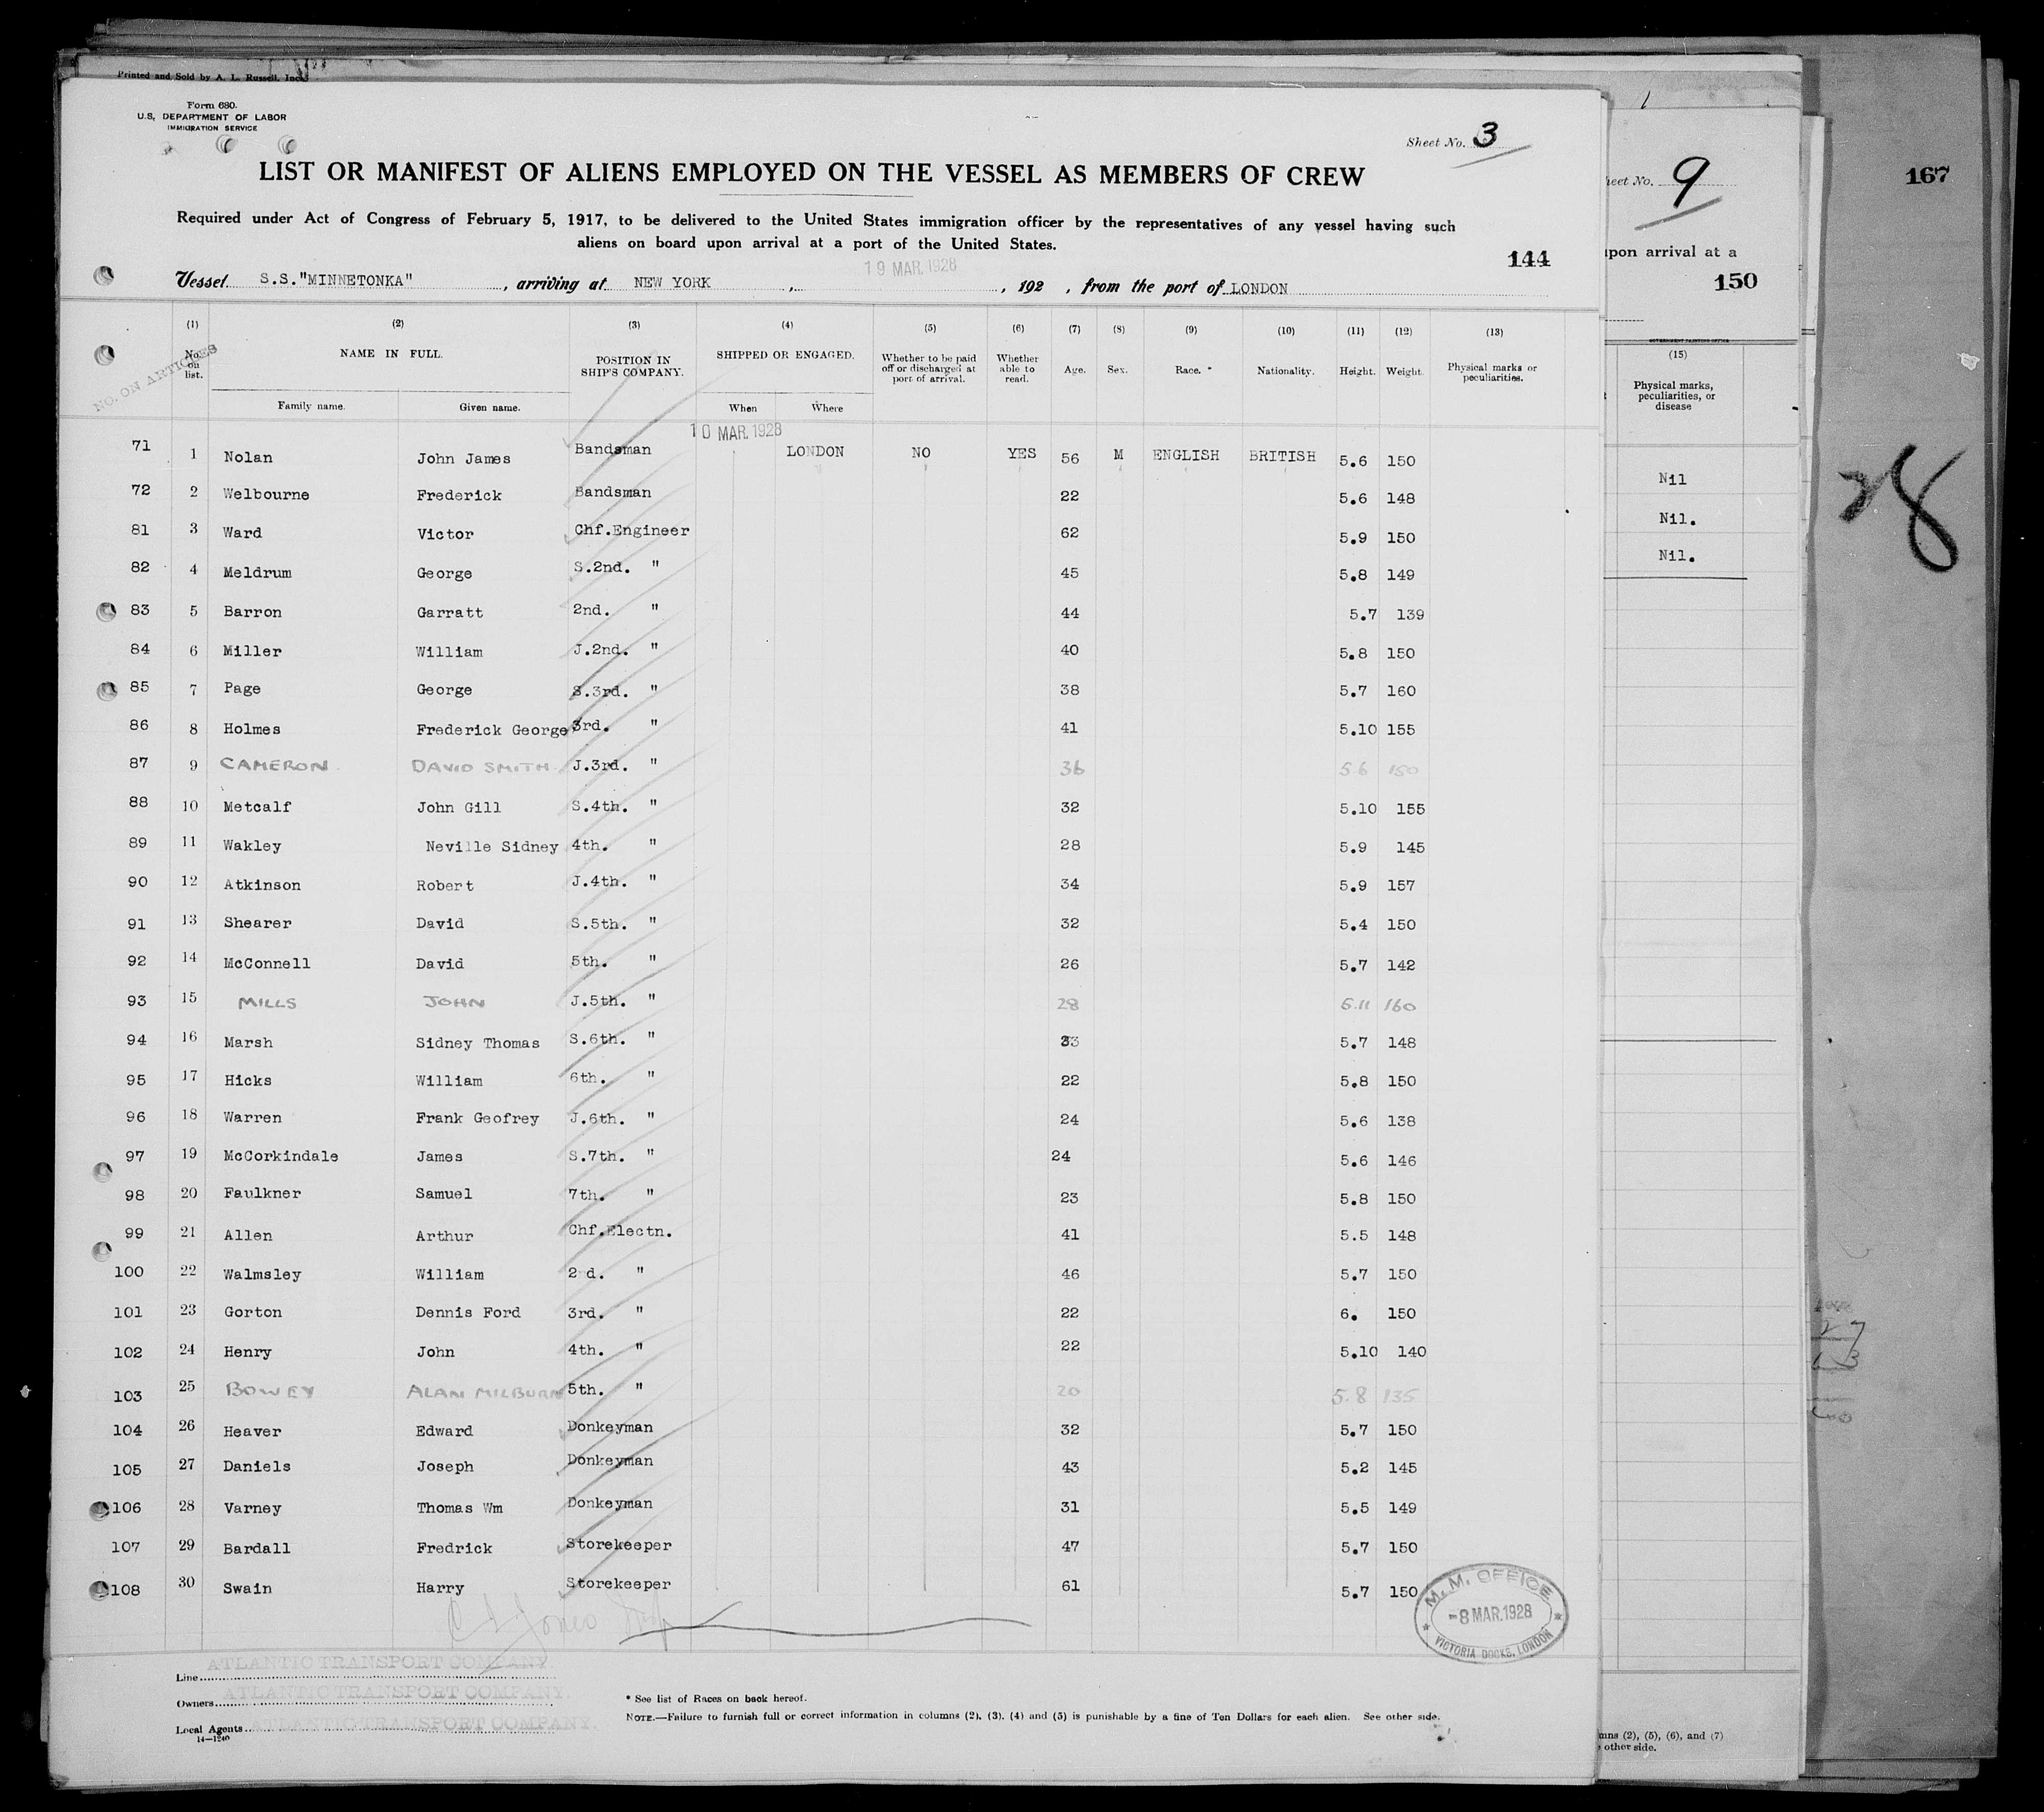 Printed and Sold by A. L. Russell, Inc.
Form 680.
U.S. DEPARTMENT OF LABOR
IMMIGRATION SERVICE
Sheet No. 3
LIST OR MANIFEST OF ALIENS EMPLOYED ON THE VESSEL AS MEMBERS OF CREW
Required under Act of Congress of February 5, 1917, to be delivered to the United States immigration officer by the representatives of any vessel having such
aliens on board upon arrival at a port of the United States.
144
19 MAR. 1928
Vessel S.S."MINNETONKA", arriving at NEW YORK, , 192 , from the port of LONDON
NO. ON ARTICLES
(1) (2) (3) (4) (5) (6) (7) (8) (9) (10) (11) (12) (13)
No. on list. NAME IN FULL. POSITION IN SHIP'S COMPANY. SHIPPED OR ENGAGED. Whether to be paid off or discharged at port of arrival. Whether able to read. Age. Sex. Race. * Nationality. Height. Weight. Physical marks or peculiarities.
Family name. Given name. When Where
10 MAR. 1928
71 1 Nolan John James Bandsman LONDON NO YES 56 M ENGLISH BRITISH 5.6 150
72 2 Welbourne Frederick Bandsman 22 5.6 148
81 3 Ward Victor Chf.Engineer 62 5.9 150
82 4 Meldrum George S.2nd. " 45 5.8 149
83 5 Barron Garratt 2nd. " 44 5.7 139
84 6 Miller William J.2nd. " 40 5.8 150
85 7 Page George S.3rd. " 38 5.7 160
86 8 Holmes Frederick George 3rd. " 41 5.10 155
87 9 CAMERON DAVID SMITH J.3rd. " 36 5.6 150
88 10 Metcalf John Gill S.4th. " 32 5.10 155
89 11 Wakley Neville Sidney 4th. " 28 5.9 145
90 12 Atkinson Robert J.4th. " 34 5.9 157
91 13 Shearer David S.5th. " 32 5.4 150
92 14 McConnell David 5th. " 26 5.7 142
93 15 MILLS JOHN J.5th. " 28 5.11 160
94 16 Marsh Sidney Thomas S.6th. " 33 5.7 148
95 17 Hicks William 6th. " 22 5.8 150
96 18 Warren Frank Geofrey J.6th. " 24 5.6 138
97 19 McCorkindale James S.7th. " 24 5.6 146
98 20 Faulkner Samuel 7th. " 23 5.8 150
99 21 Allen Arthur Chf.Electn. 41 5.5 148
100 22 Walmsley William 2 d. " 46 5.7 150
101 23 Gorton Dennis Ford 3rd. " 22 6. 150
102 24 Henry John 4th. " 22 5.10 140
103 25 BOWEY ALAN MILBURN 5th. " 20 5.8 135
104 26 Heaver Edward Donkeyman 32 5.7 150
105 27 Daniels Joseph Donkeyman 43 5.2 145
106 28 Varney Thomas Wm Donkeyman 31 5.5 149
107 29 Bardall Fredrick Storekeeper 47 5.7 150
108 30 Swain Harry Storekeeper 61 5.7 150
M. M. OFFICE
-8 MAR. 1928
VICTORIA DOCKS, LONDON
Line ATLANTIC TRANSPORT COMPANY.
Owners ATLANTIC TRANSPORT COMPANY.
Local Agents ATLANTIC TRANSPORT COMPANY.
14—1240
* See list of Races on back hereof.
NOTE.—Failure to furnish full or correct information in columns (2), (3), (4) and (5) is punishable by a fine of Ten Dollars for each alien. See other side.
heet No. 9
upon arrival at a
150
GOVERNMENT PRINTING OFFICE
(15)
Physical marks, peculiarities, or disease
Nil
Nil.
Nil.
mns (2), (5), (6), and (7)
other side.
167
28
27